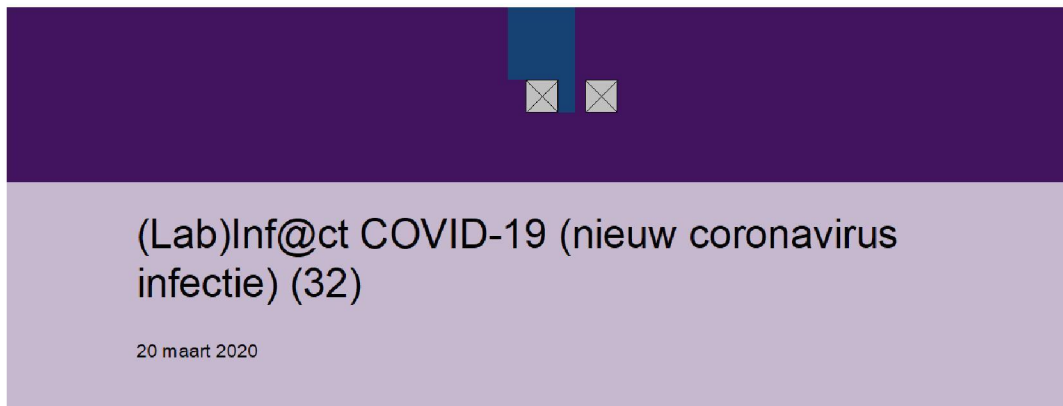 (Lab)Inf@ct COVID-19 (nieuw coronavirus
infectie) (32)
20 maart 2020